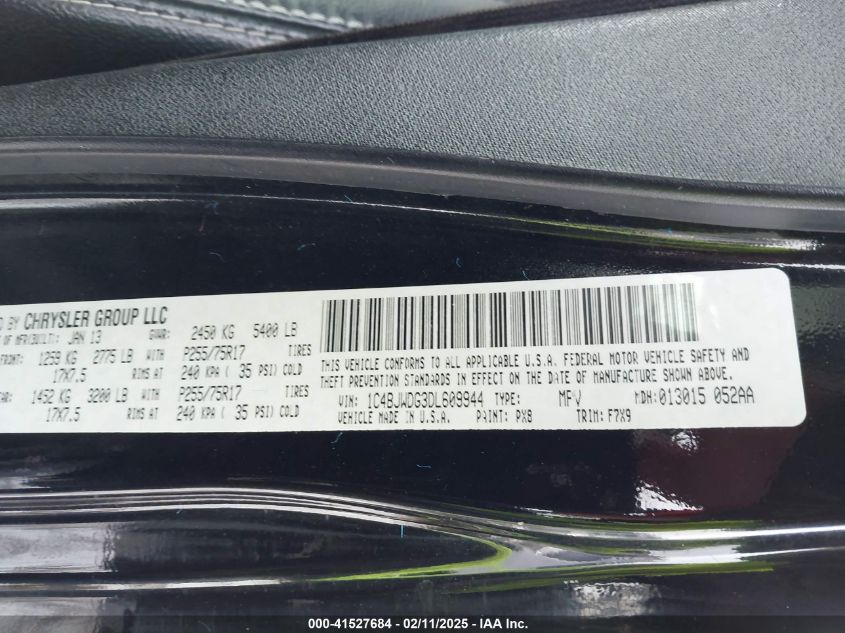 D BY CHRYSLER GROUP LLC
OF MFR(BUILT): JAN 13 GVWR: 2450 KG 5400 LB
FRONT: 1259 KG 2775 LB WITH P255/75R17 TIRES
17X7.5 RIMS AT 240 KPA ( 35 PSI) COLD
EAR: 1452 KG 3200 LB WITH P255/75R17 TIRES
17X7.5 RIMS AT 240 KPA ( 35 PSI) COLD
THIS VEHICLE CONFORMS TO ALL APPLICABLE U.S.A. FEDERAL MOTOR VEHICLE SAFETY AND
THEFT PREVENTION STANDARDS IN EFFECT ON THE DATE OF MANUFACTURE SHOWN ABOVE.
VIN: 1C4BJWDG3DL609944 TYPE: MPV MDH: 013015 052AA
VEHICLE MADE IN U.S.A. PAINT: PX8 TRIM: F7X9
000-41527684 - 02/11/2025 - IAA Inc.